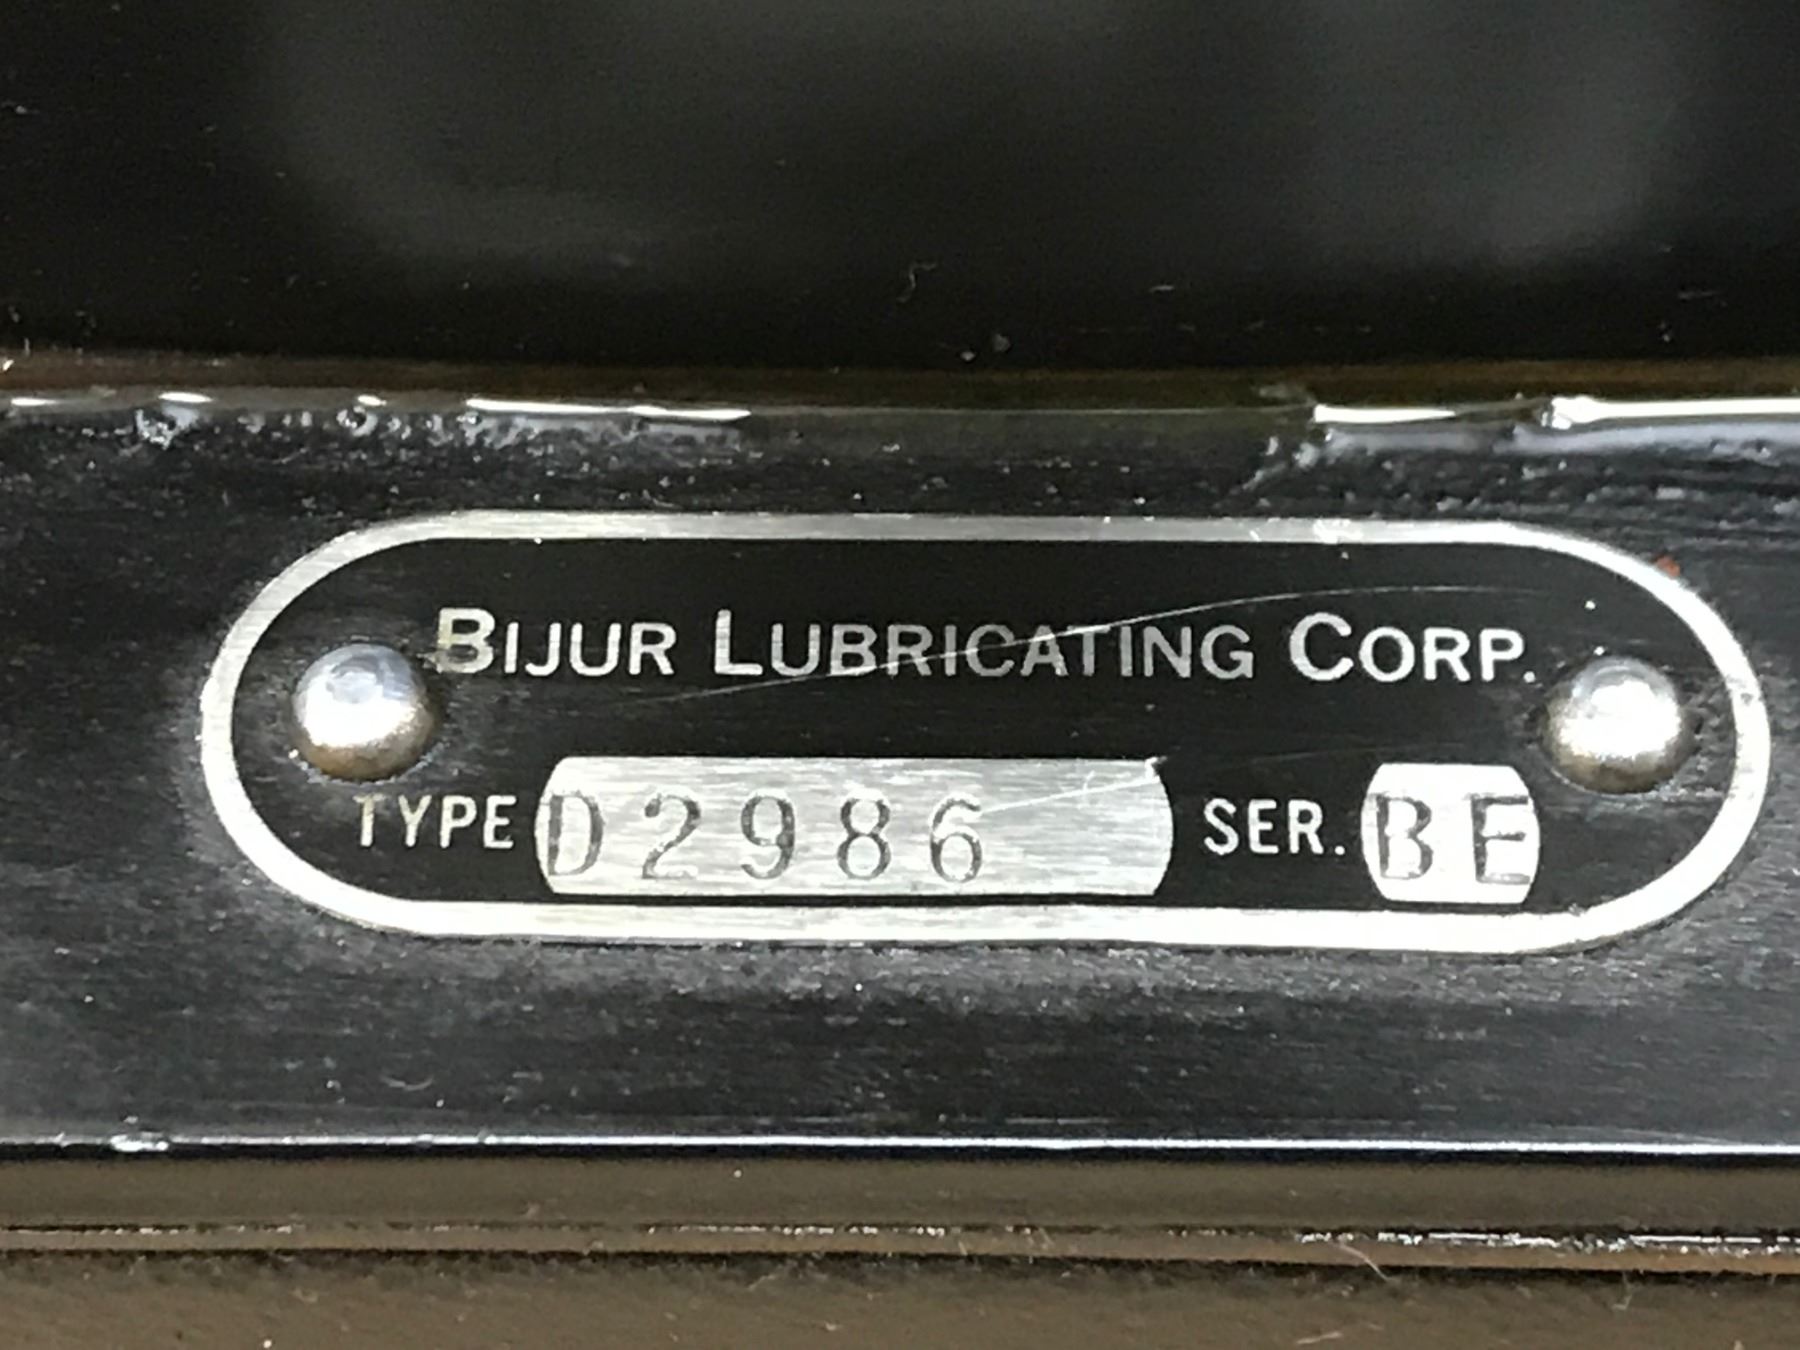 BIJUR LUBRICATING CORP.
TYPE D2986 SER. BE